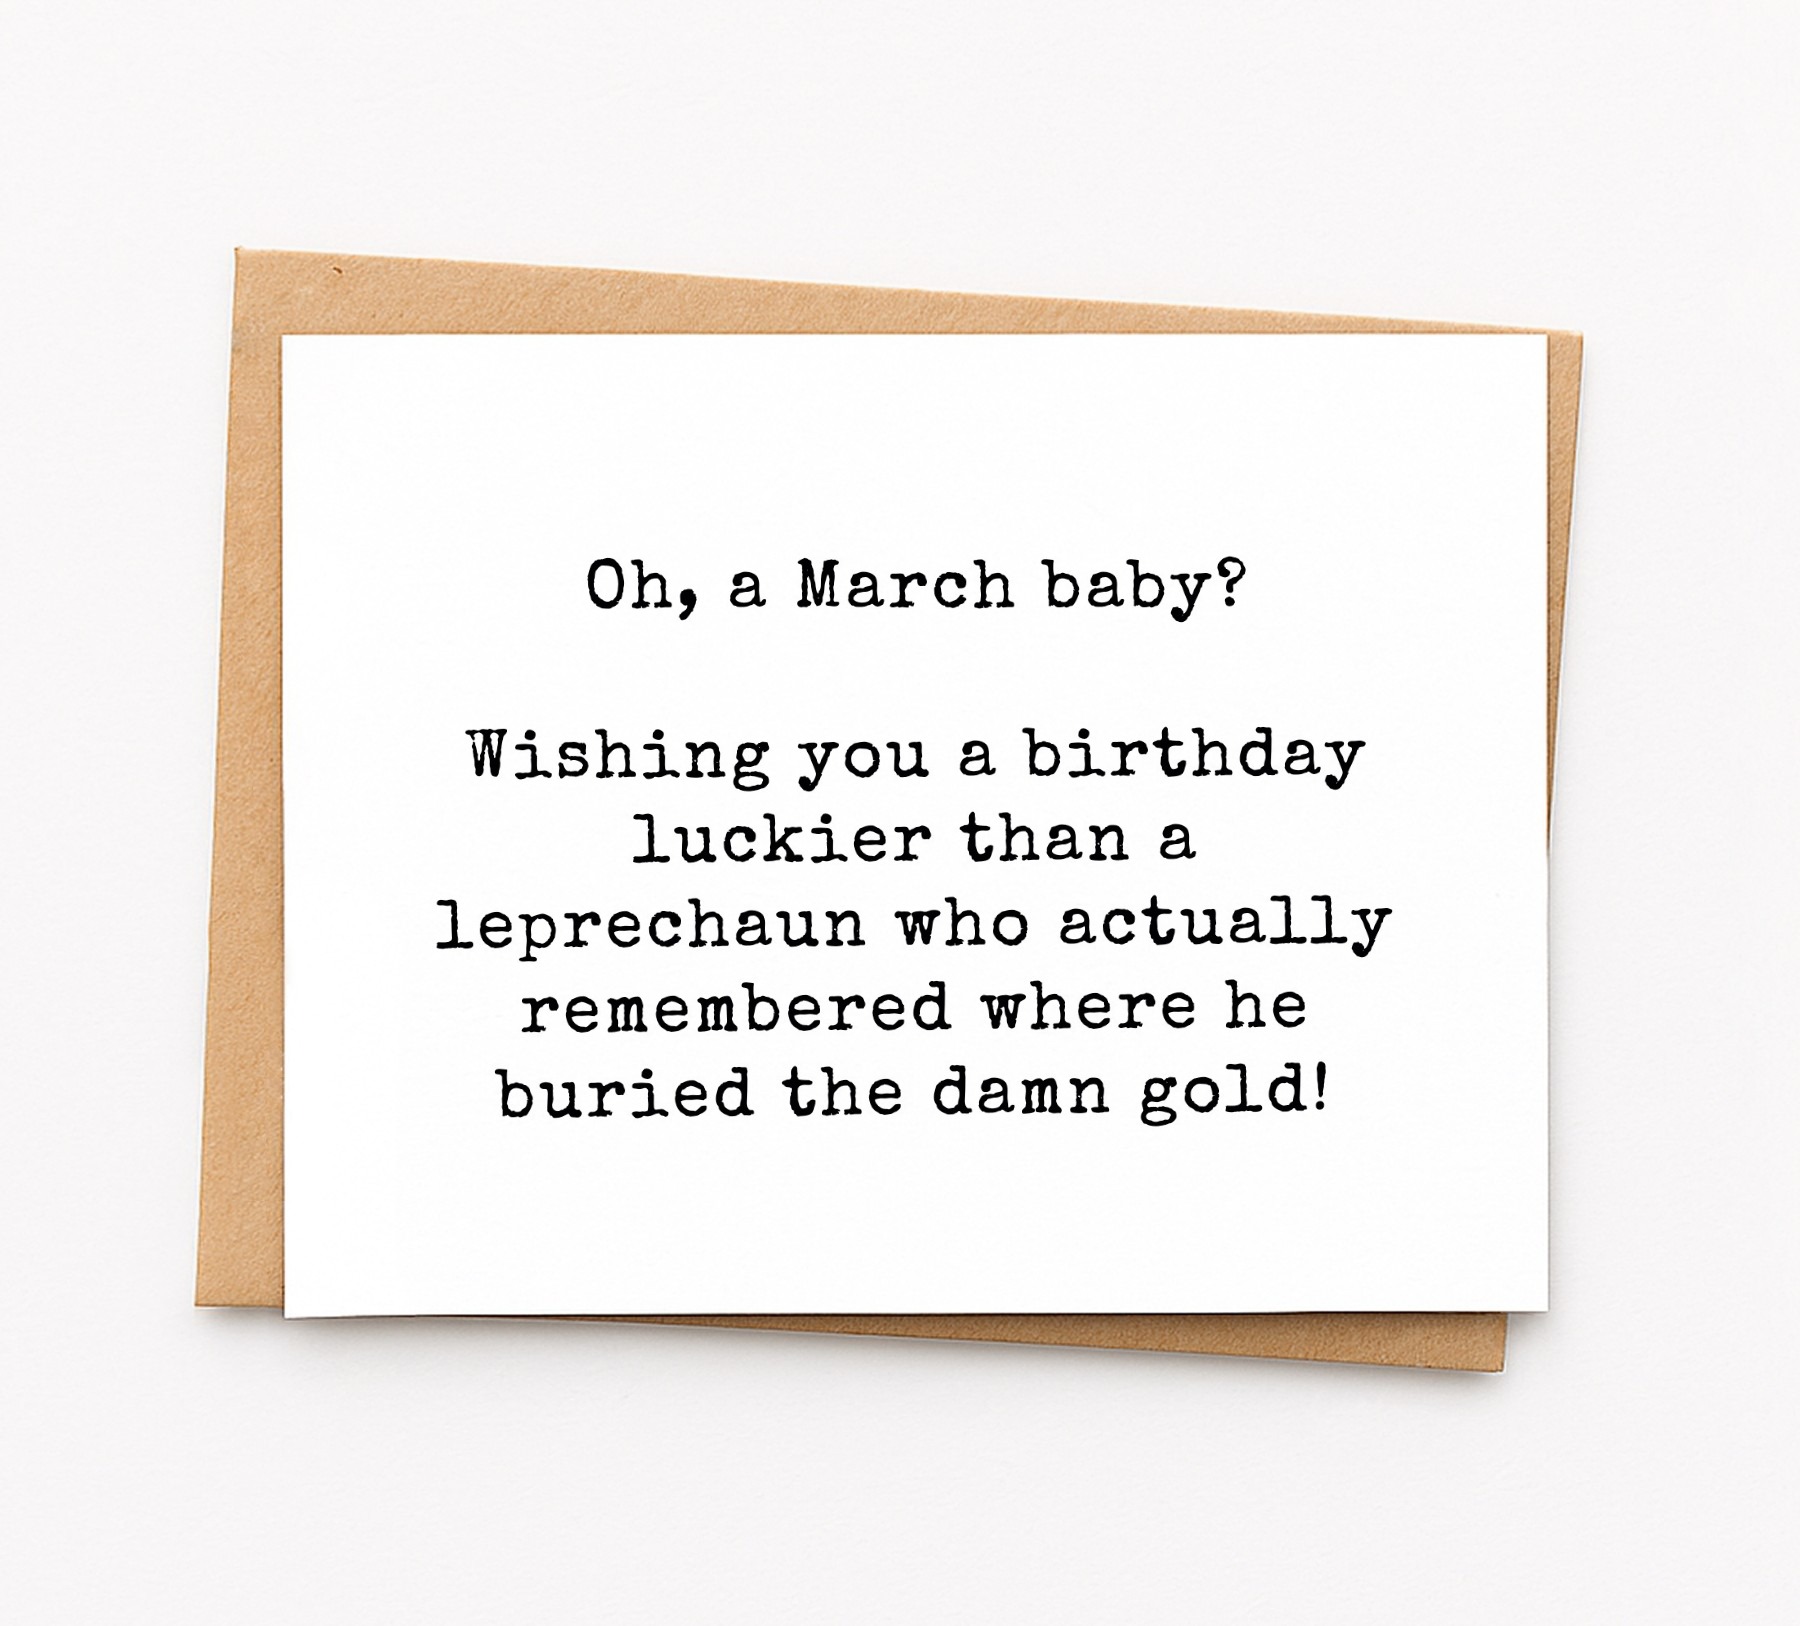 Oh, a March baby?
Wishing you a birthday
luckier than a
leprechaun who actually
remembered where he
buried the damn gold!